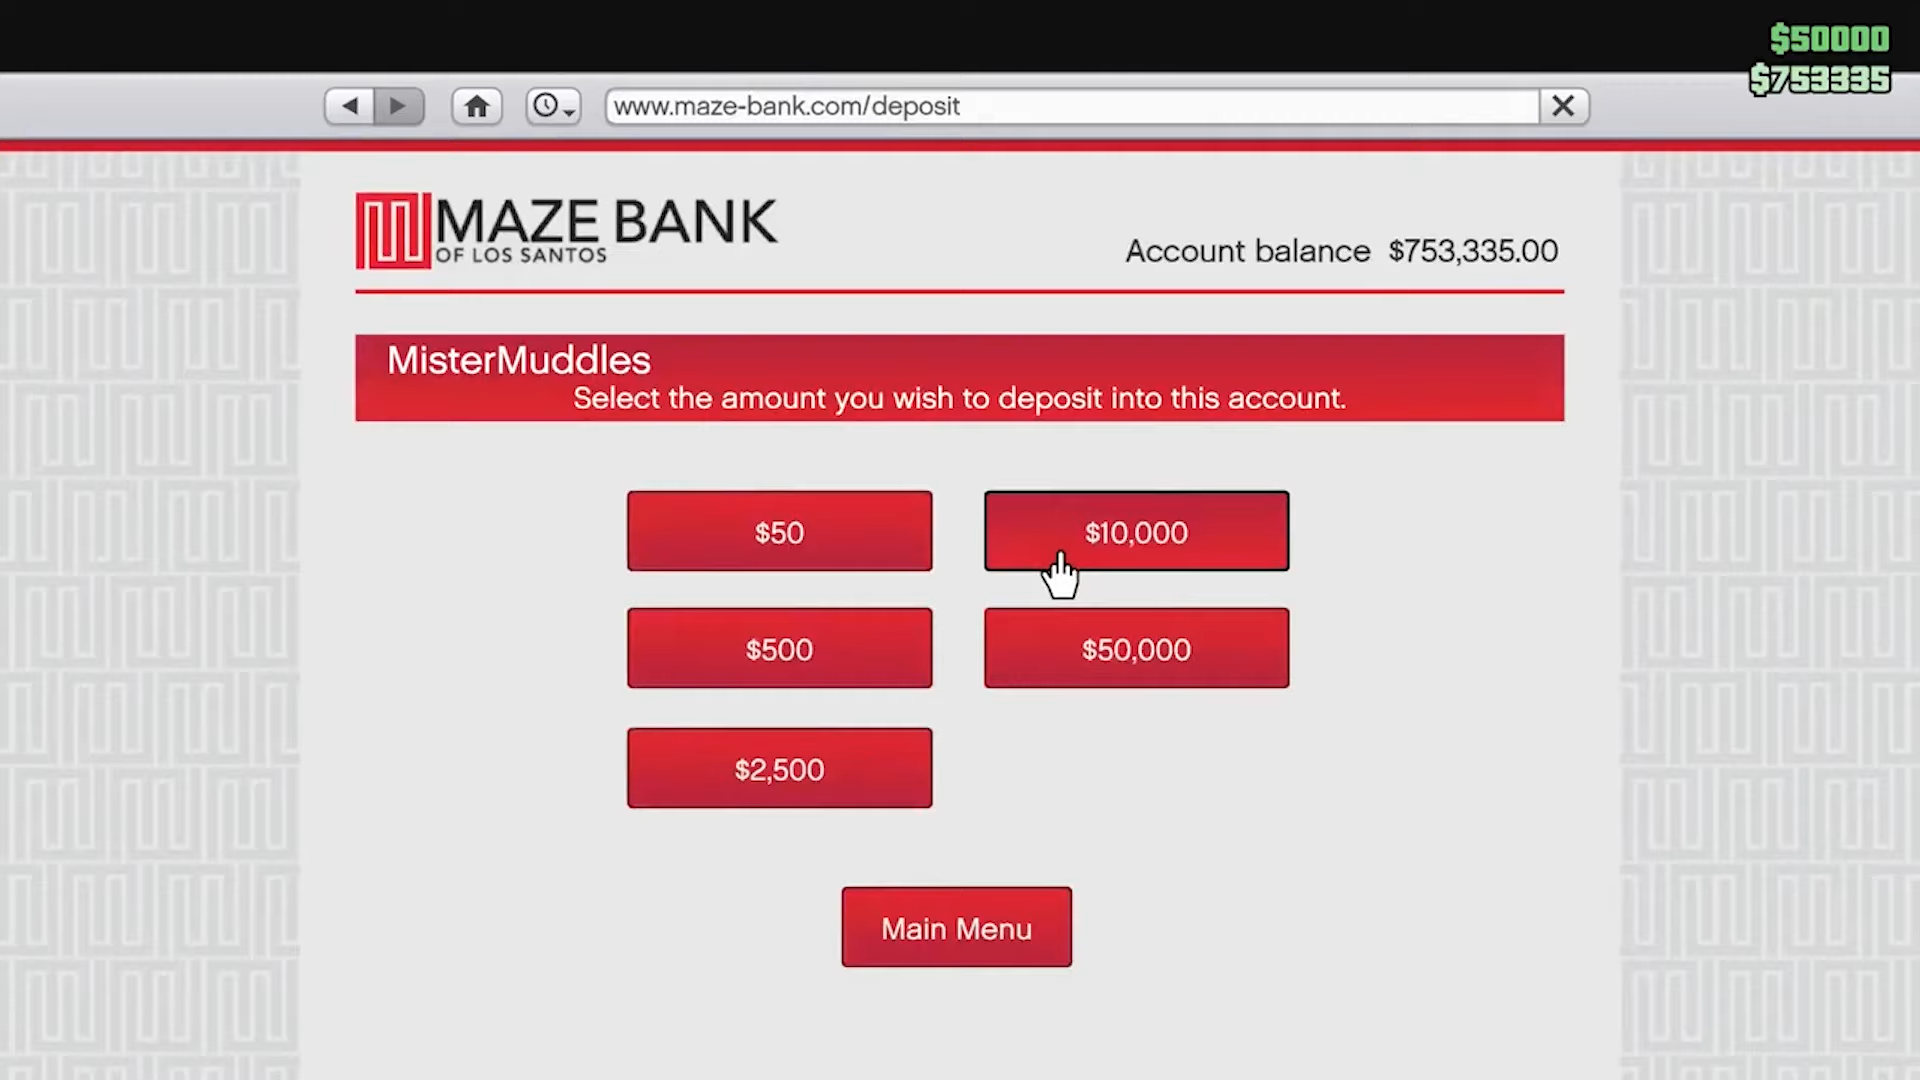 $50000
$753335
www.maze-bank.com/deposit
MAZE BANK
OF LOS SANTOS
Account balance $753,335.00
MisterMuddles
Select the amount you wish to deposit into this account.
$50
$10,000
$500
$50,000
$2,500
Main Menu